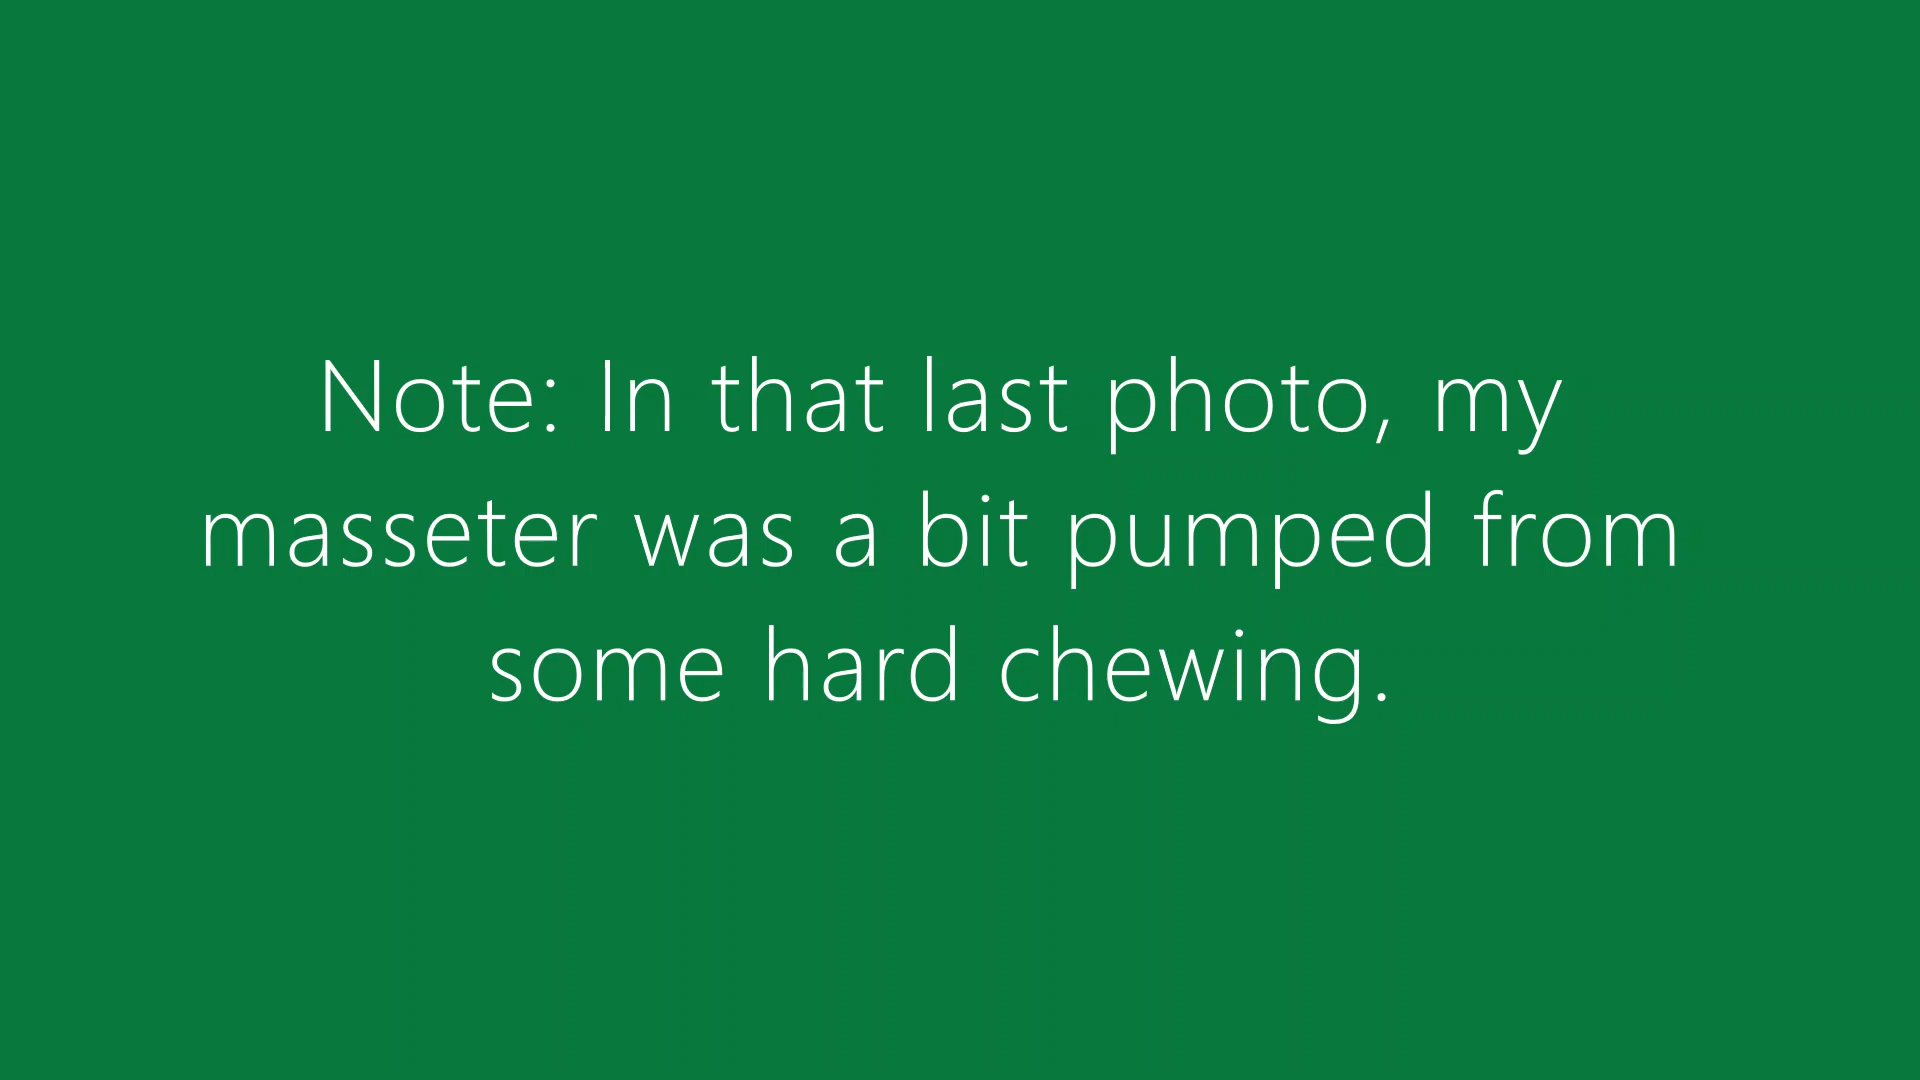 Note: In that last photo, my
masseter was a bit pumped from
some hard chewing.